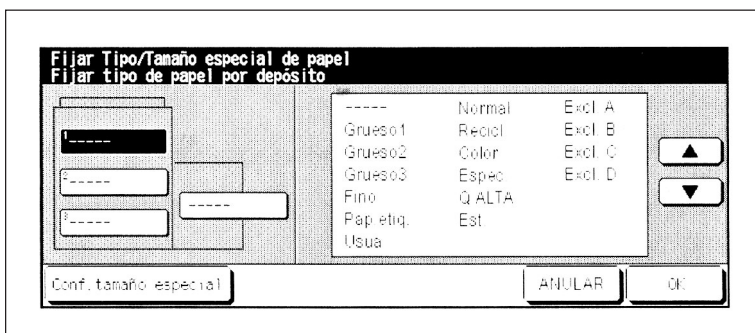 Fijar Tipo/Tamaño especial de papel
Fijar tipo de papel por depósito
1-----
2-----
3-----
-----
----- Normal Excl. A
Grueso1 Recicl Excl. B
Grueso2 Color Excl. C
Grueso3 Espec Excl. D
Fino Q.ALTA
Pap.etiq. Est.
Usua
Conf.tamaño especial ANULAR OK